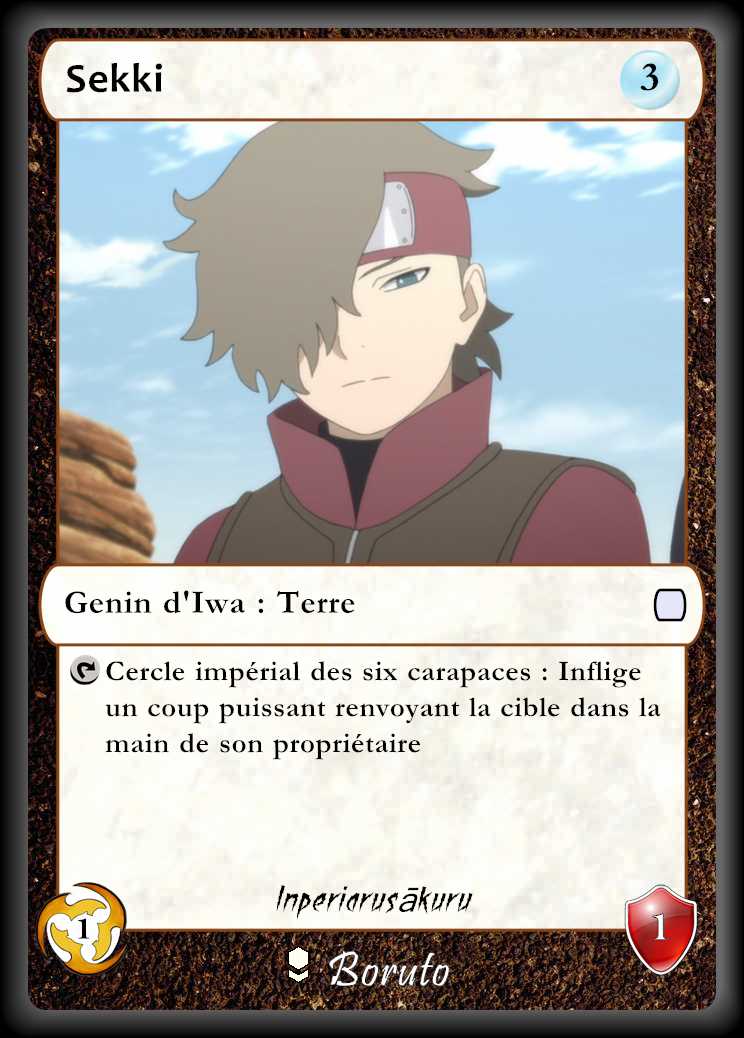 Sekki
3
Genin d'Iwa : Terre
Cercle impérial des six carapaces : Inflige
un coup puissant renvoyant la cible dans la
main de son propriétaire
Inperiarusākuru
1
1
Boruto